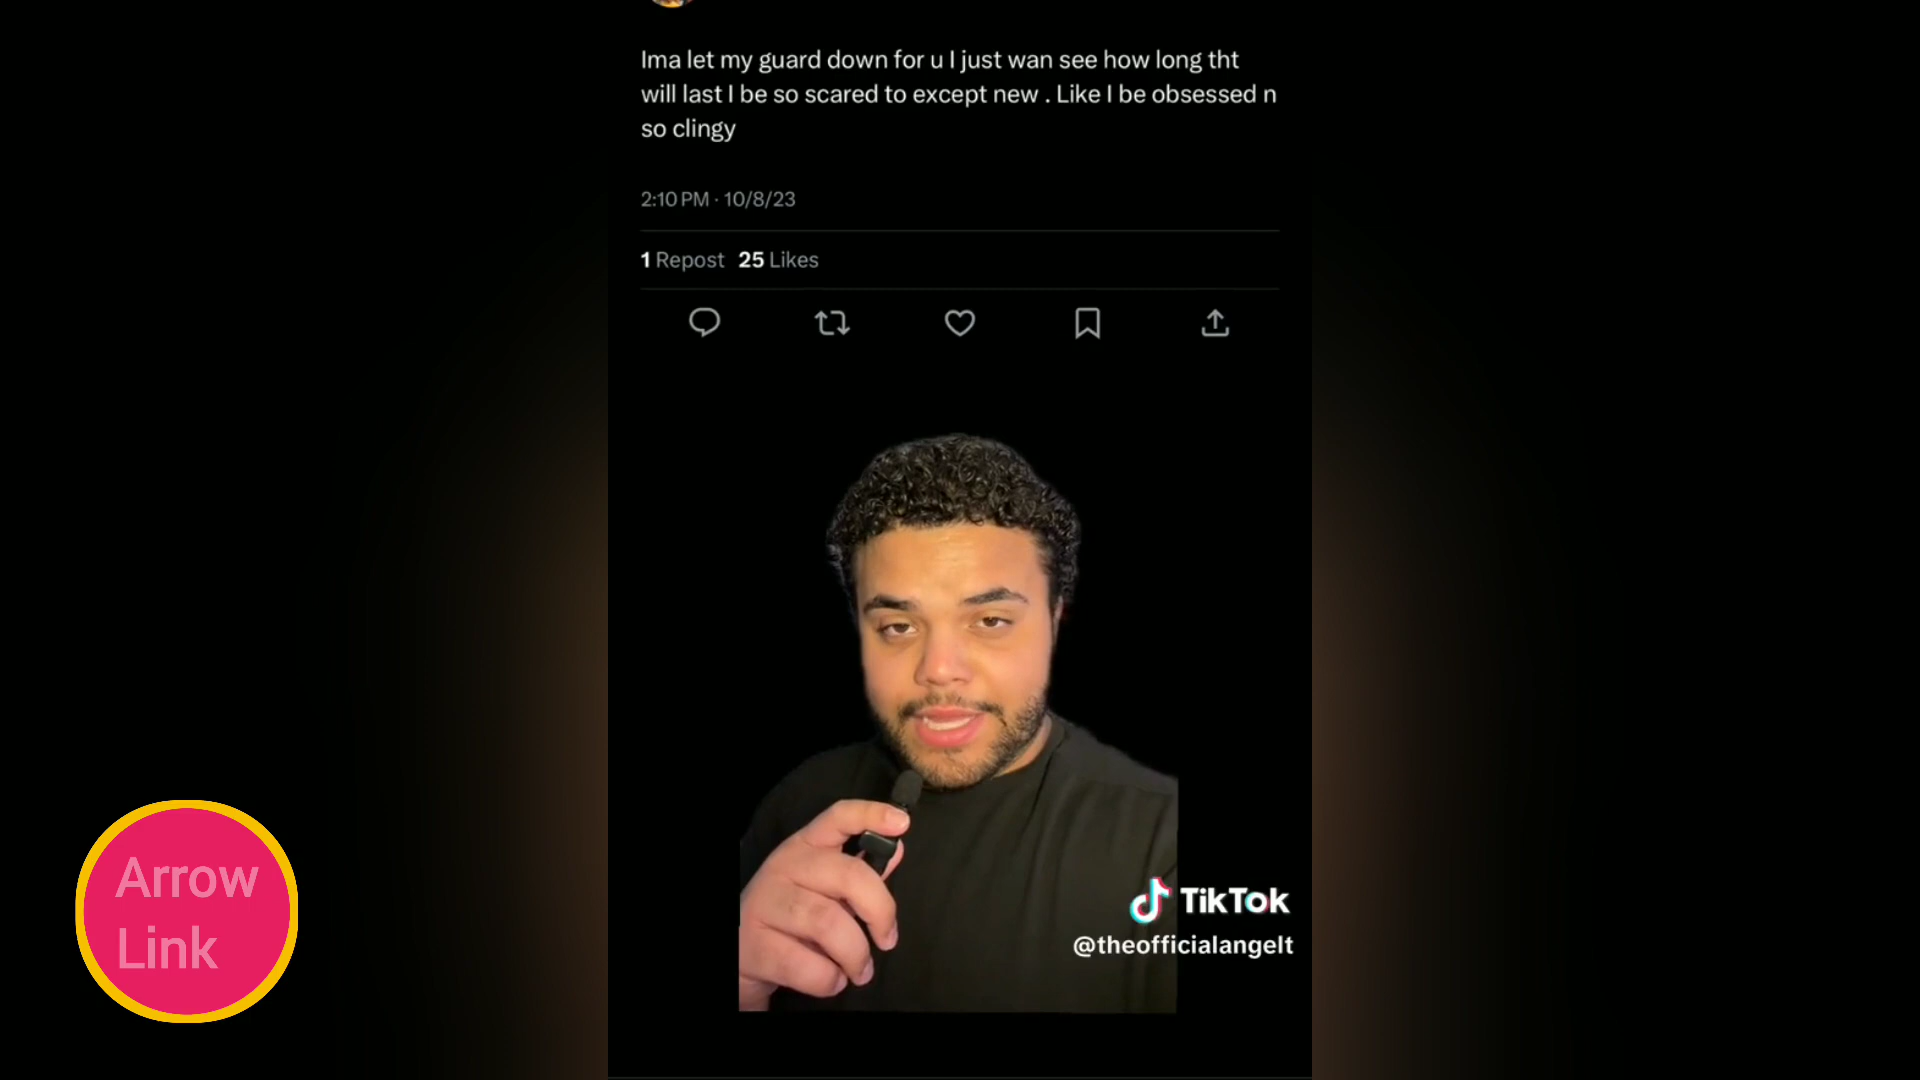 Ima let my guard down for u I just wan see how long tht
will last I be so scared to except new . Like I be obsessed n
so clingy
2:10 PM · 10/8/23
1 Repost 25 Likes
Arrow
Link
TikTok
@theofficialangelt